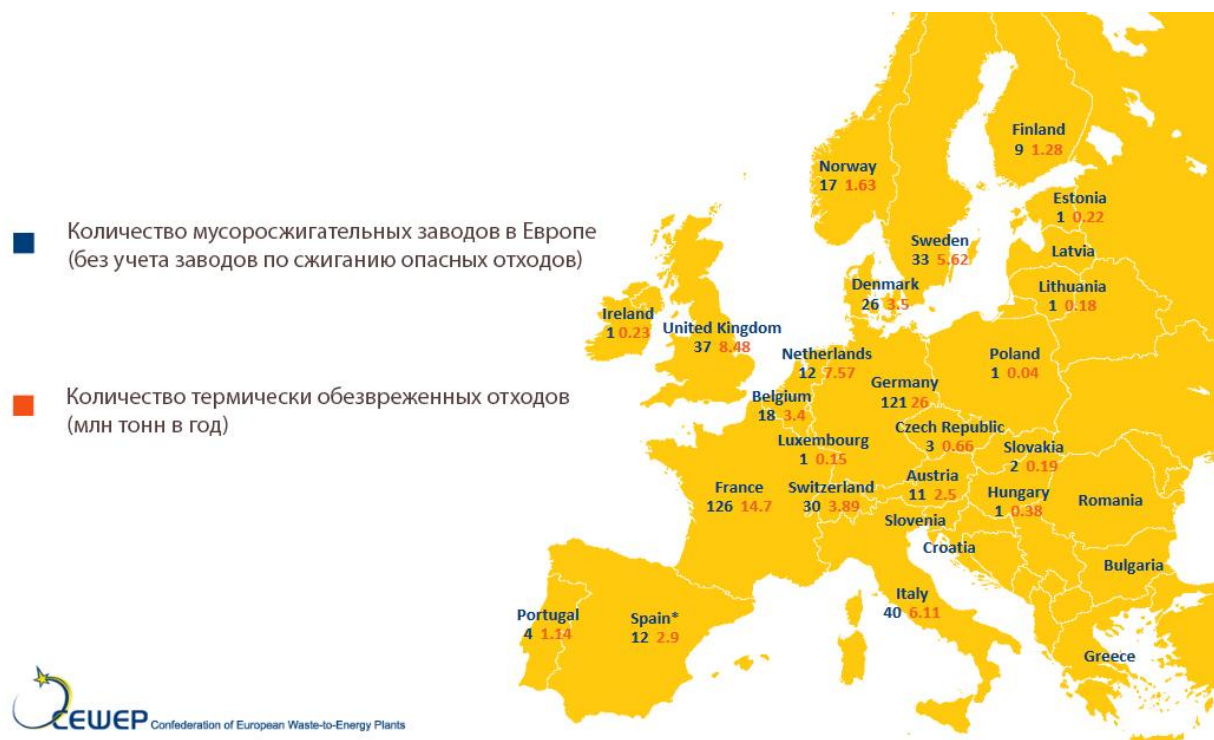 Количество мусоросжигательных заводов в Европе
(без учета заводов по сжиганию опасных отходов)
Количество термически обезвреженных отходов
(млн тонн в год)
Finland
9 1.28
Norway
17 1.63
Estonia
1 0.22
Sweden
33 5.62
Latvia
Denmark
26 3.5
Lithuania
1 0.18
Ireland
1 0.23
United Kingdom
37 8.48
Netherlands
12 7.57
Poland
1 0.04
Germany
121 26
Belgium
18 3.4
Czech Republic
3 0.66
Luxembourg
1 0.15
Slovakia
2 0.19
Austria
11 2.5
France
126 14.7
Switzerland
30 3.89
Hungary
1 0.38
Romania
Slovenia
Croatia
Bulgaria
Italy
40 6.11
Portugal
4 1.14
Spain*
12 2.9
Greece
CEWEP Confederation of European Waste-to-Energy Plants